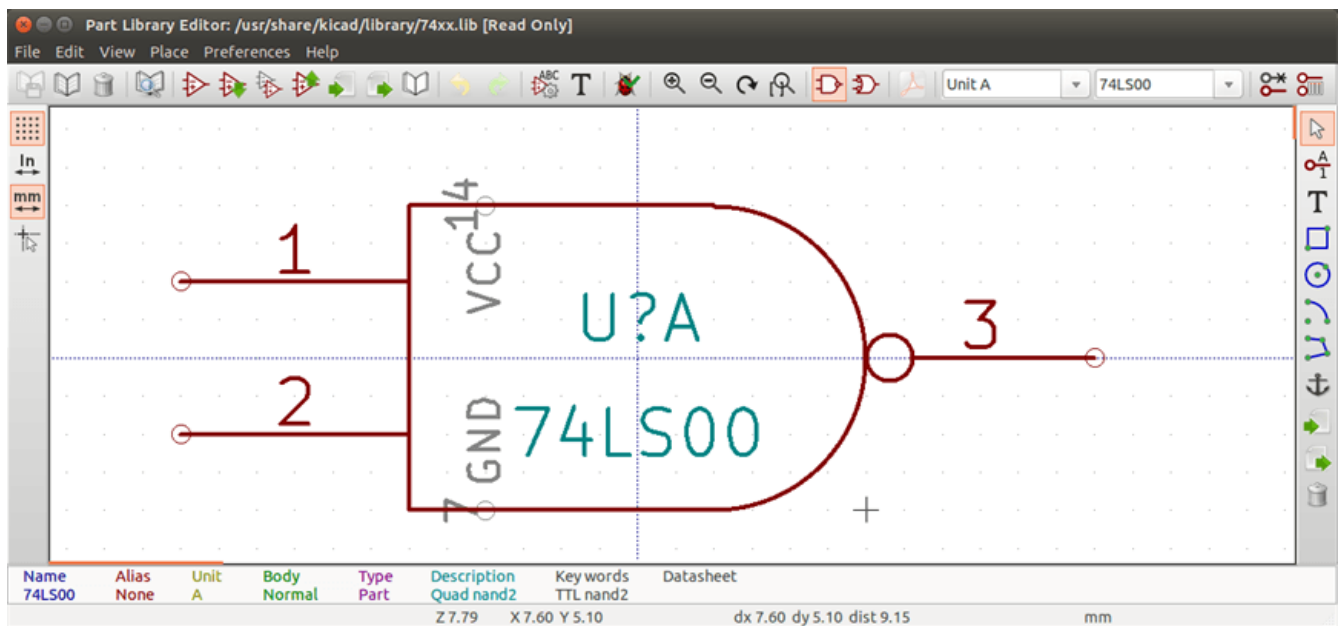 Part Library Editor: /usr/share/kicad/library/74xx.lib [Read Only]
File Edit View Place Preferences Help
ABC T Unit A 74LS00
In A 1
mm T
14
VCC
1
U?A
3
2
GND
74LS00
7
Name Alias Unit Body Type Description Key words Datasheet
74LS00 None A Normal Part Quad nand2 TTL nand2
Z 7.79 X 7.60 Y 5.10 dx 7.60 dy 5.10 dist 9.15 mm